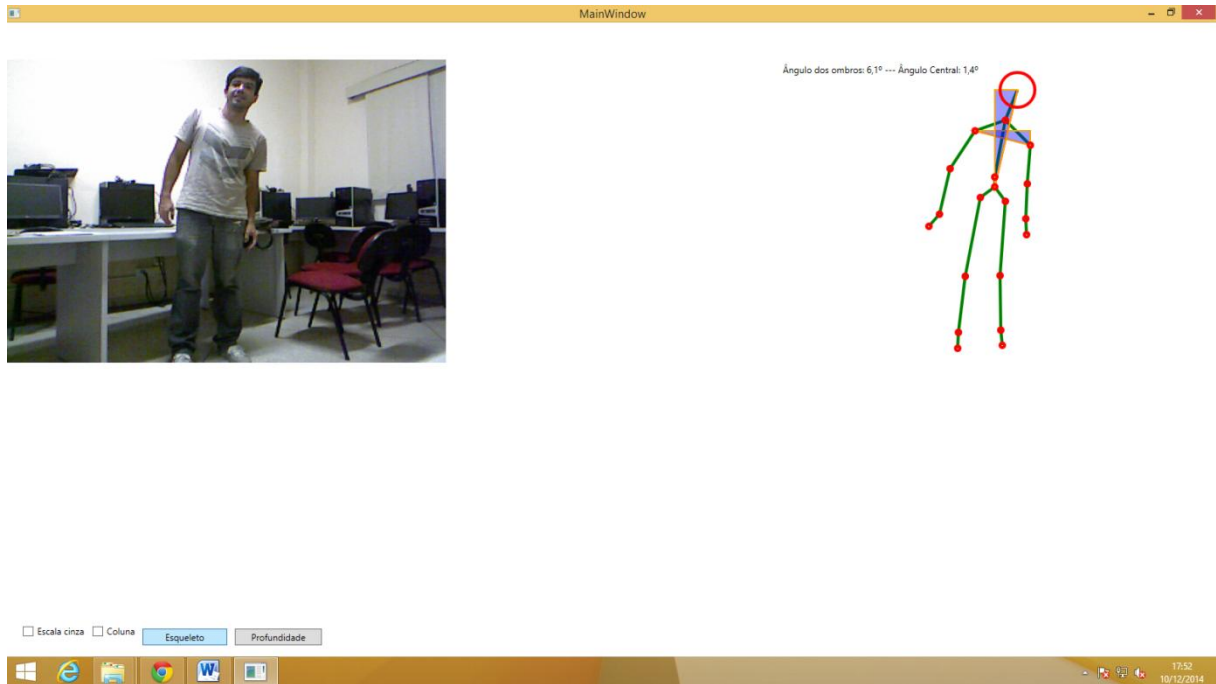 MainWindow
Ângulo dos ombros: 6,1º --- Ângulo Central: 1,4º
Escala cinza
Coluna
Esqueleto
Profundidade
17:52
10/12/2014